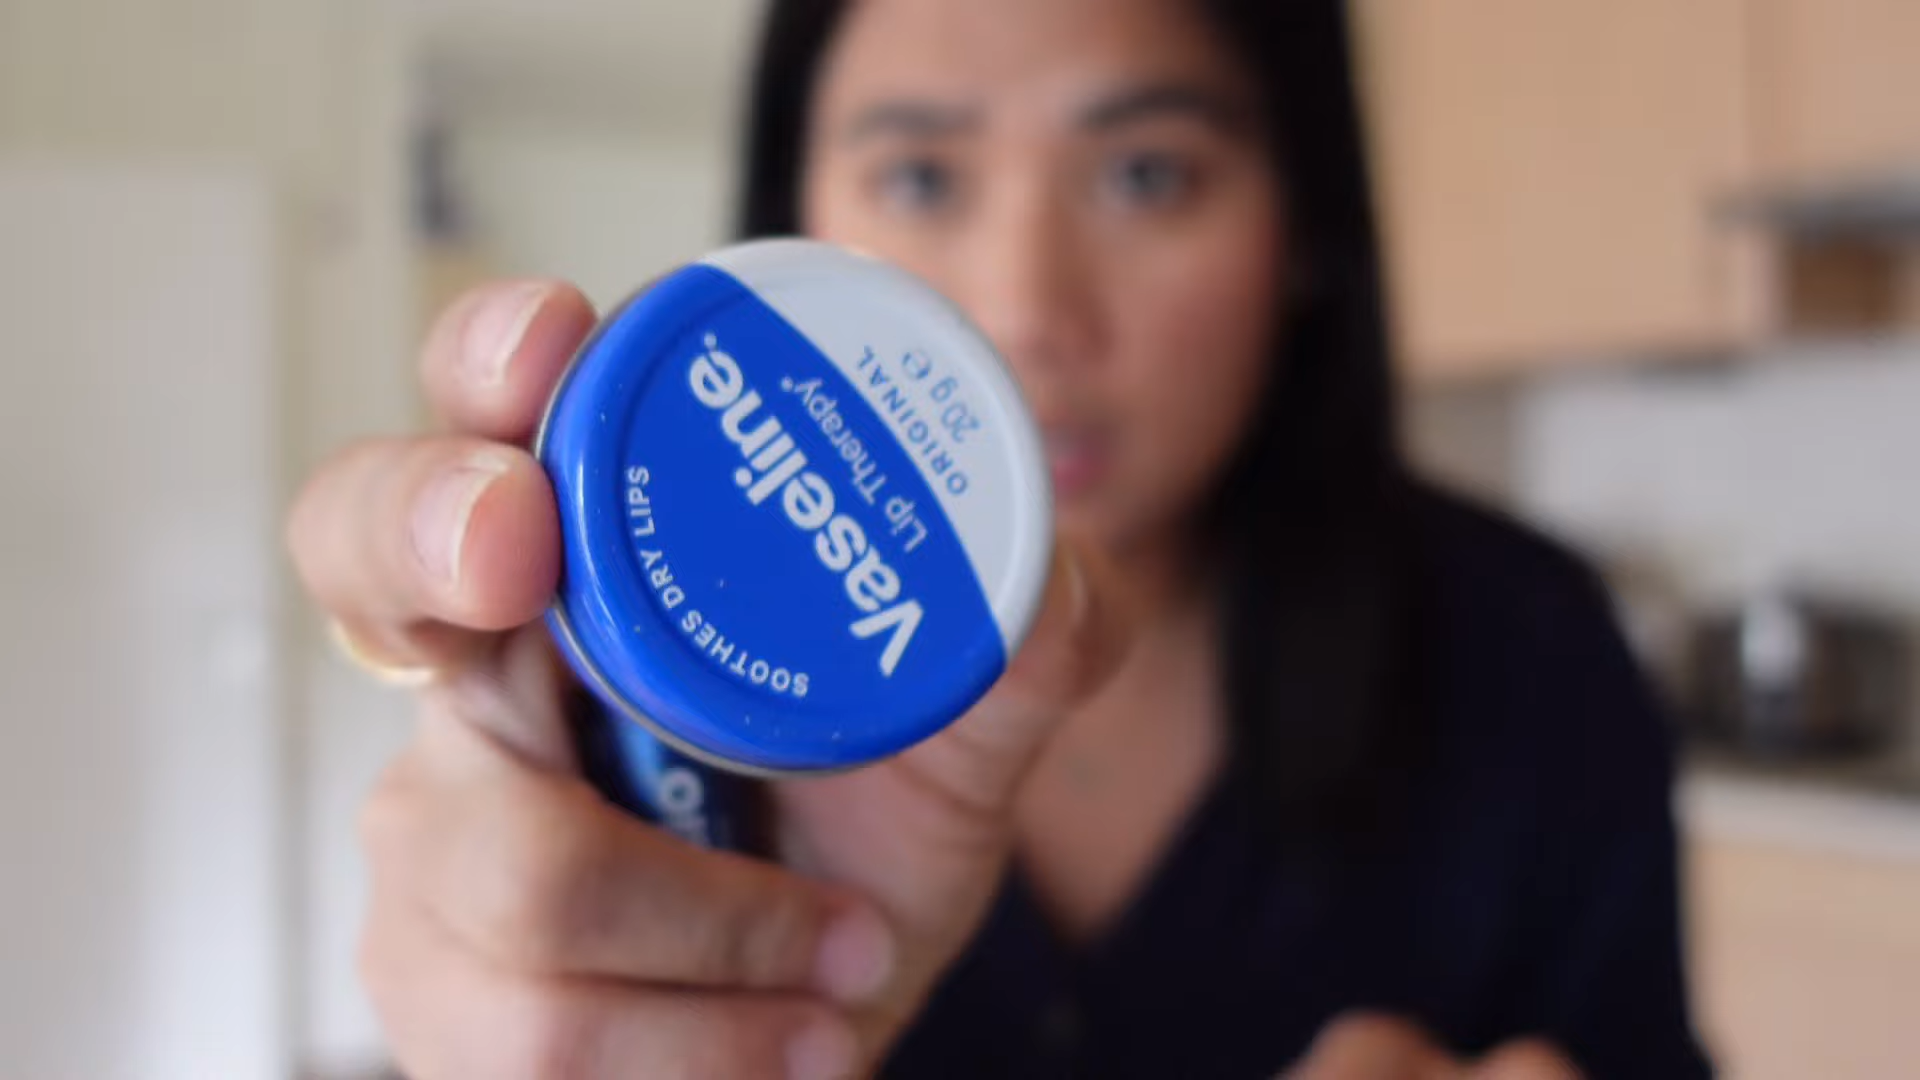 SOOTHES DRY LIPS
Vaseline.
Lip Therapy®
ORIGINAL
20 g ℮